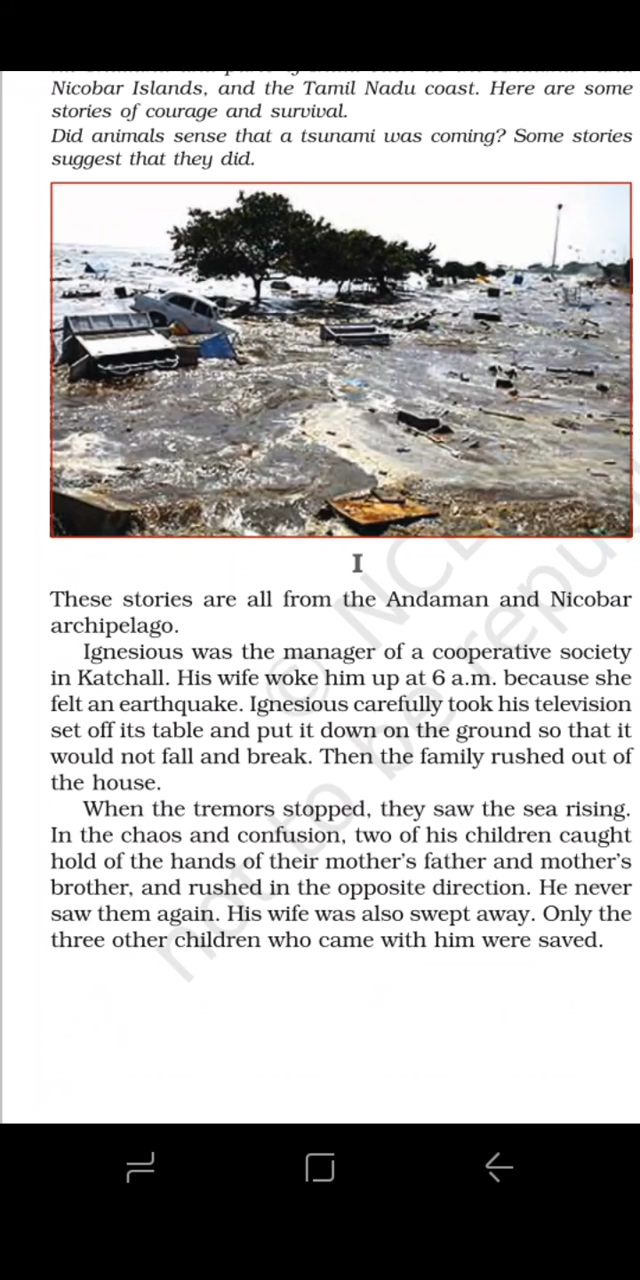 Nicobar Islands, and the Tamil Nadu coast. Here are some
stories of courage and survival.
Did animals sense that a tsunami was coming? Some stories
suggest that they did.
I
These stories are all from the Andaman and Nicobar
archipelago.
Ignesious was the manager of a cooperative society
in Katchall. His wife woke him up at 6 a.m. because she
felt an earthquake. Ignesious carefully took his television
set off its table and put it down on the ground so that it
would not fall and break. Then the family rushed out of
the house.
When the tremors stopped, they saw the sea rising.
In the chaos and confusion, two of his children caught
hold of the hands of their mother's father and mother's
brother, and rushed in the opposite direction. He never
saw them again. His wife was also swept away. Only the
three other children who came with him were saved.
not to be repu